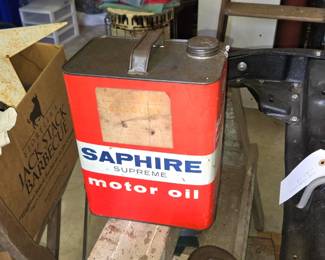 SAPHIRE
SUPREME
motor oil
JACK STACK
BARBECUE